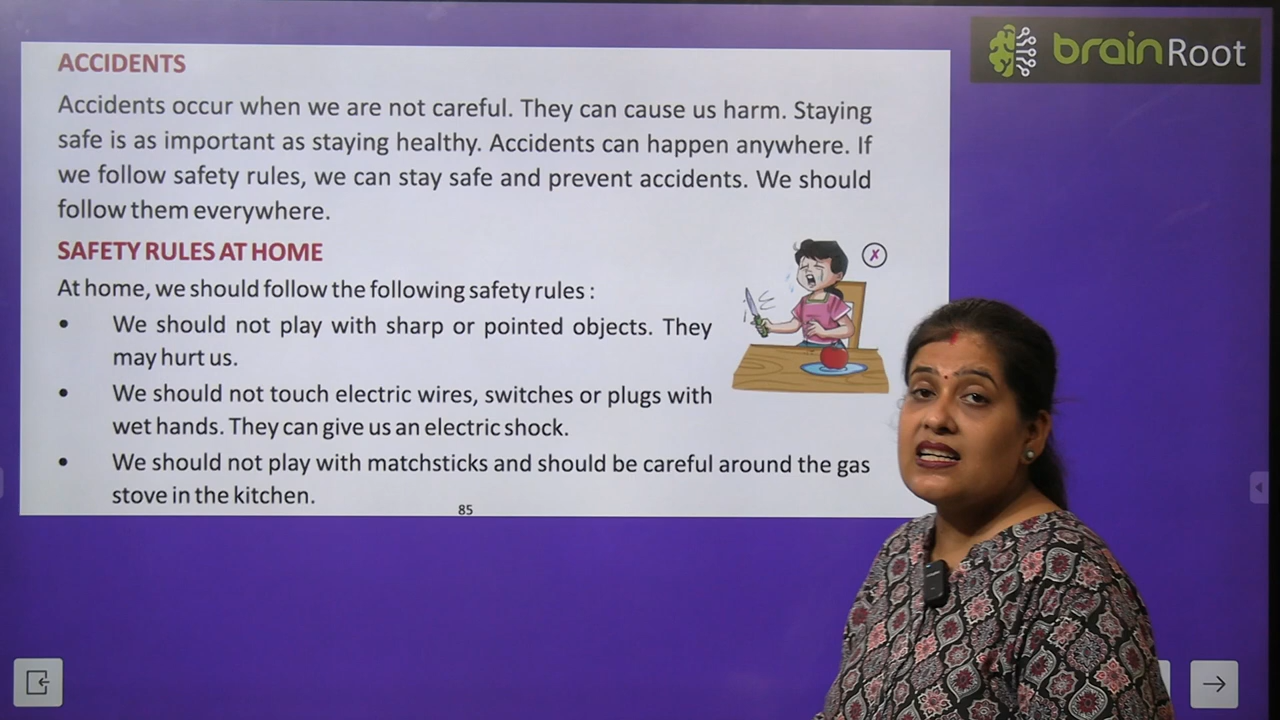 brainRoot
ACCIDENTS
Accidents occur when we are not careful. They can cause us harm. Staying
safe is as important as staying healthy. Accidents can happen anywhere. If
we follow safety rules, we can stay safe and prevent accidents. We should
follow them everywhere.
SAFETY RULES AT HOME
At home, we should follow the following safety rules :
• We should not play with sharp or pointed objects. They
may hurt us.
• We should not touch electric wires, switches or plugs with
wet hands. They can give us an electric shock.
• We should not play with matchsticks and should be careful around the gas
stove in the kitchen.
85